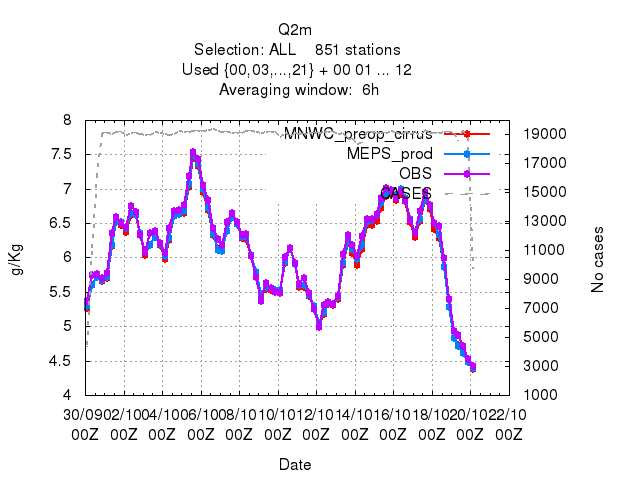 Q2m
Selection: ALL    851 stations
Used {00,03,...,21} + 00 01 ... 12
Averaging window:  6h
MNWC_preop_cirrus
MEPS_prod
OBS
CASES
8
7.5
7
6.5
6
5.5
5
4.5
4
g/Kg
19000
17000
15000
13000
11000
9000
7000
5000
3000
1000
No cases
30/09 02/10 04/10 06/10 08/10 10/10 12/10 14/10 16/10 18/10 20/10 22/10
00Z 00Z 00Z 00Z 00Z 00Z 00Z 00Z 00Z 00Z 00Z 00Z
Date